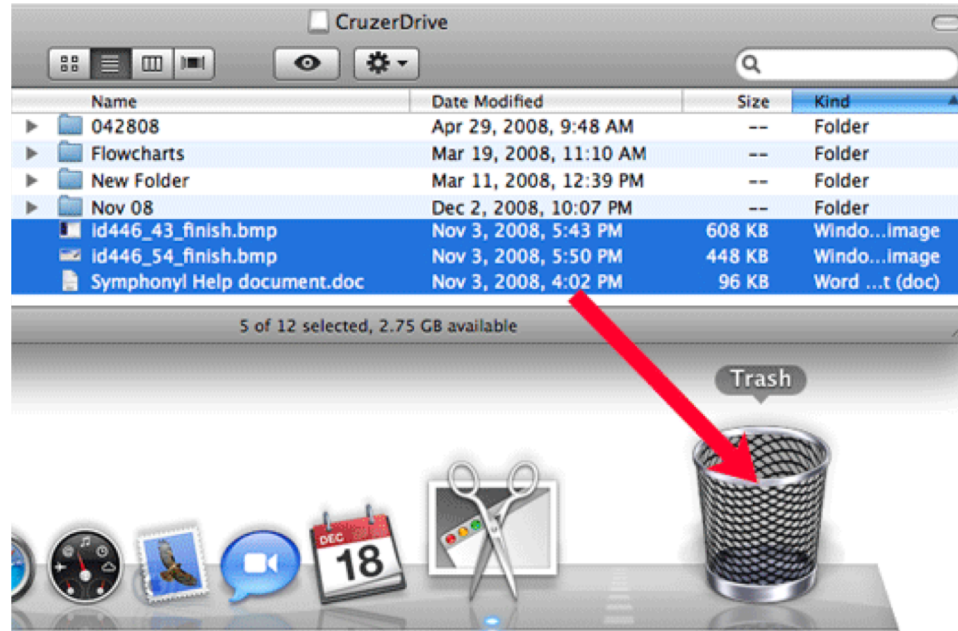 CruzerDrive
Name Date Modified Size Kind
042808 Apr 29, 2008, 9:48 AM -- Folder
Flowcharts Mar 19, 2008, 11:10 AM -- Folder
New Folder Mar 11, 2008, 12:39 PM -- Folder
Nov 08 Dec 2, 2008, 10:07 PM -- Folder
id446_43_finish.bmp Nov 3, 2008, 5:43 PM 608 KB Windo...image
id446_54_finish.bmp Nov 3, 2008, 5:50 PM 448 KB Windo...image
Symphonyl Help document.doc Nov 3, 2008, 4:02 PM 96 KB Word ...t (doc)
5 of 12 selected, 2.75 GB available
Trash
DEC
18